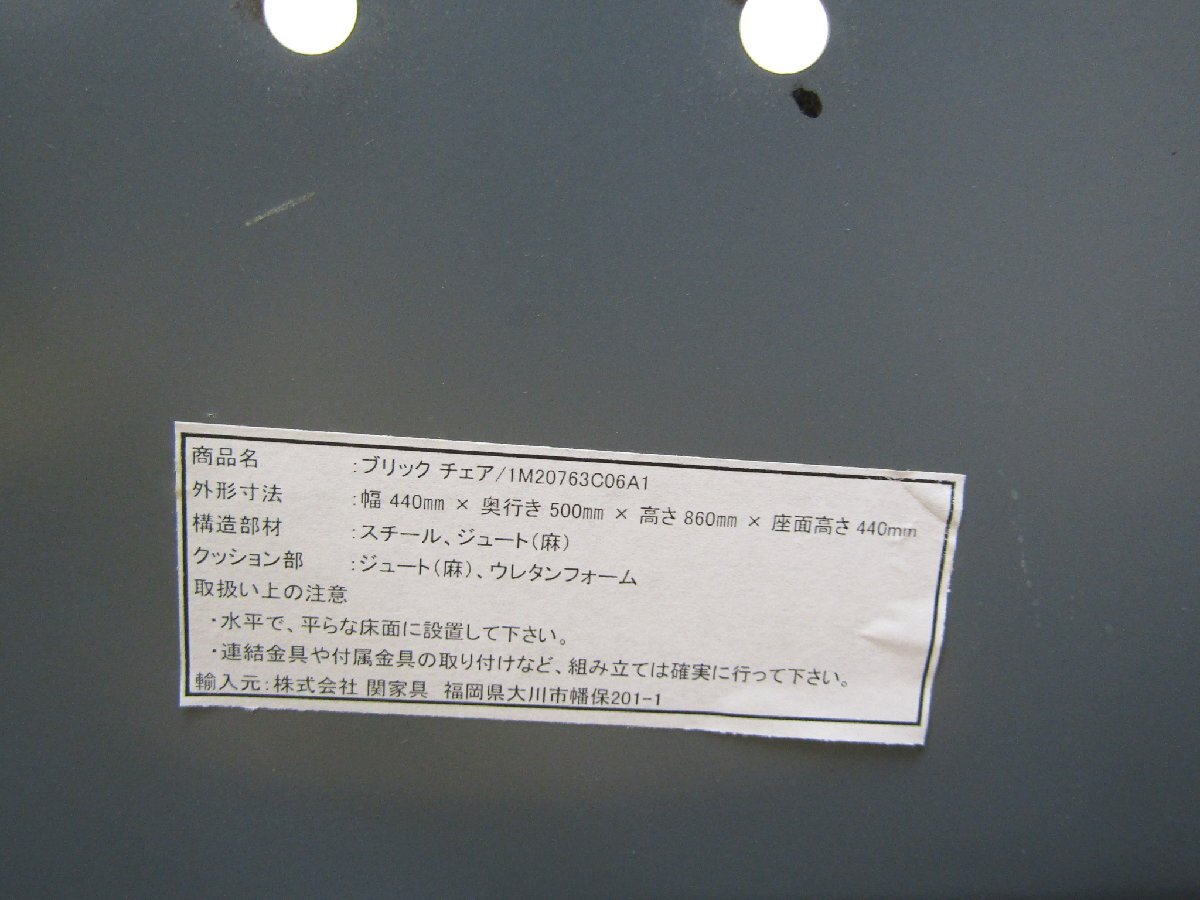 商品名 :ブリック チェア/1M20763C06A1
外形寸法 :幅 440㎜ × 奥行き 500㎜ × 高さ 860㎜ × 座面高さ 440㎜
構造部材 :スチール、ジュート(麻)
クッション部 :ジュート(麻)、ウレタンフォーム
取扱い上の注意
・水平で、平らな床面に設置して下さい。
・連結金具や付属金具の取り付けなど、組み立ては確実に行って下さい。
輸入元:株式会社 関家具 福岡県大川市幡保201-1